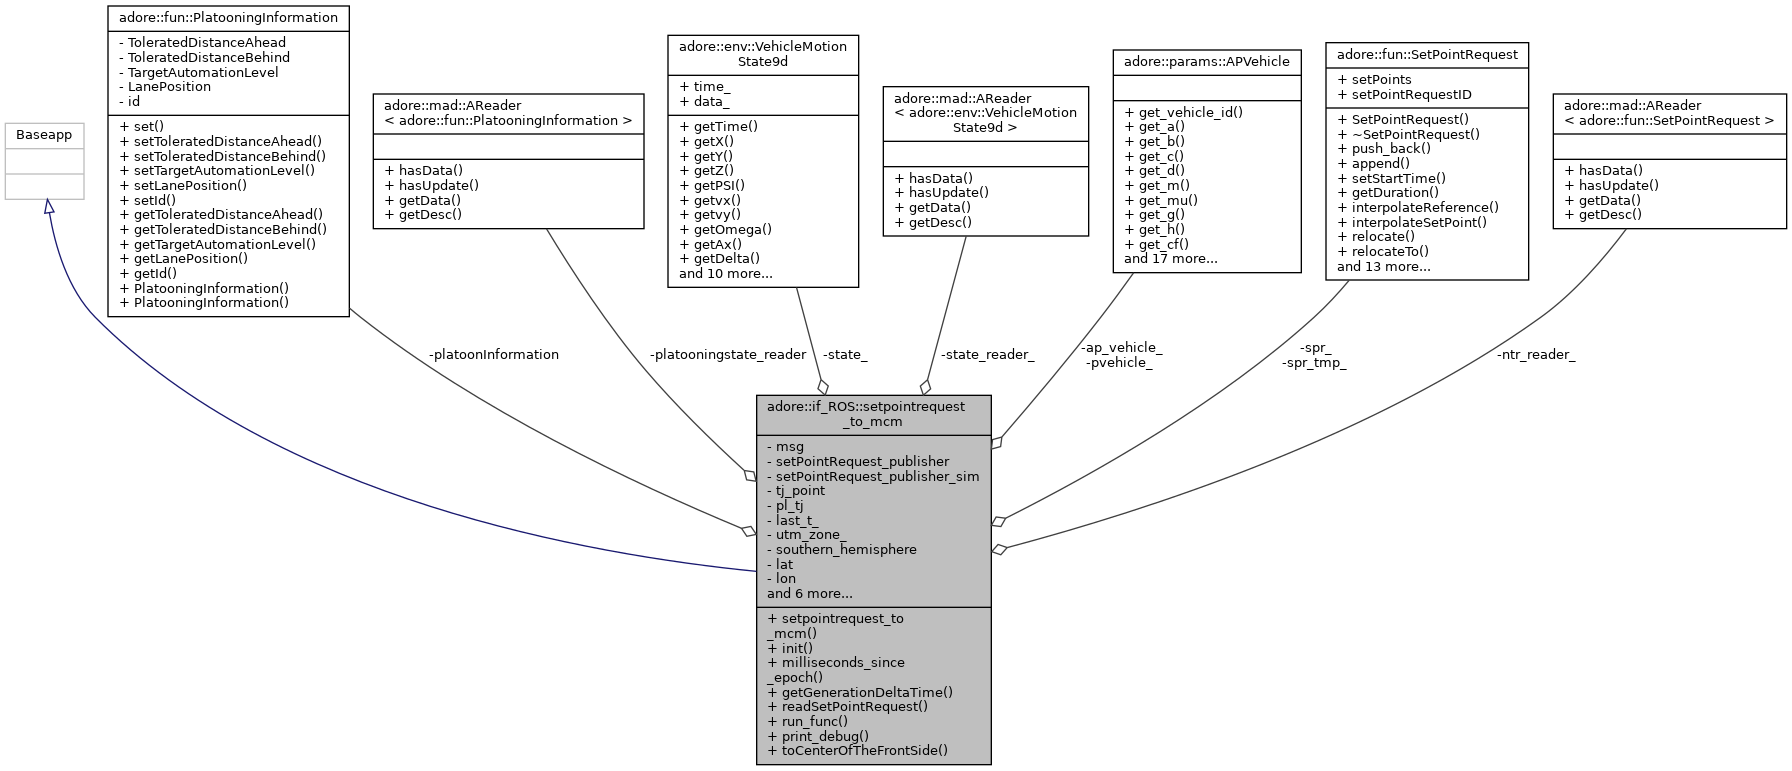 Baseapp
adore::fun::PlatooningInformation
- ToleratedDistanceAhead
- ToleratedDistanceBehind
- TargetAutomationLevel
- LanePosition
- id
+ set()
+ setToleratedDistanceAhead()
+ setToleratedDistanceBehind()
+ setTargetAutomationLevel()
+ setLanePosition()
+ setId()
+ getToleratedDistanceAhead()
+ getToleratedDistanceBehind()
+ getTargetAutomationLevel()
+ getLanePosition()
+ getId()
+ PlatooningInformation()
+ PlatooningInformation()
adore::mad::AReader
< adore::fun::PlatooningInformation >
+ hasData()
+ hasUpdate()
+ getData()
+ getDesc()
adore::env::VehicleMotion
State9d
+ time_
+ data_
+ getTime()
+ getX()
+ getY()
+ getZ()
+ getPSI()
+ getvx()
+ getvy()
+ getOmega()
+ getAx()
+ getDelta()
and 10 more...
adore::mad::AReader
< adore::env::VehicleMotion
State9d >
+ hasData()
+ hasUpdate()
+ getData()
+ getDesc()
adore::params::APVehicle
+ get_vehicle_id()
+ get_a()
+ get_b()
+ get_c()
+ get_d()
+ get_m()
+ get_mu()
+ get_g()
+ get_h()
+ get_cf()
and 17 more...
adore::fun::SetPointRequest
+ setPoints
+ setPointRequestID
+ SetPointRequest()
+ ~SetPointRequest()
+ push_back()
+ append()
+ setStartTime()
+ getDuration()
+ interpolateReference()
+ interpolateSetPoint()
+ relocate()
+ relocateTo()
and 13 more...
adore::mad::AReader
< adore::fun::SetPointRequest >
+ hasData()
+ hasUpdate()
+ getData()
+ getDesc()
-platoonInformation
-platooningstate_reader
-state_
-state_reader_
-ap_vehicle_
-pvehicle_
-spr_
-spr_tmp_
-ntr_reader_
adore::if_ROS::setpointrequest
_to_mcm
- msg
- setPointRequest_publisher
- setPointRequest_publisher_sim
- tj_point
- pl_tj
- last_t_
- utm_zone_
- southern_hemisphere
- lat
- lon
and 6 more...
+ setpointrequest_to
_mcm()
+ init()
+ milliseconds_since
_epoch()
+ getGenerationDeltaTime()
+ readSetPointRequest()
+ run_func()
+ print_debug()
+ toCenterOfTheFrontSide()